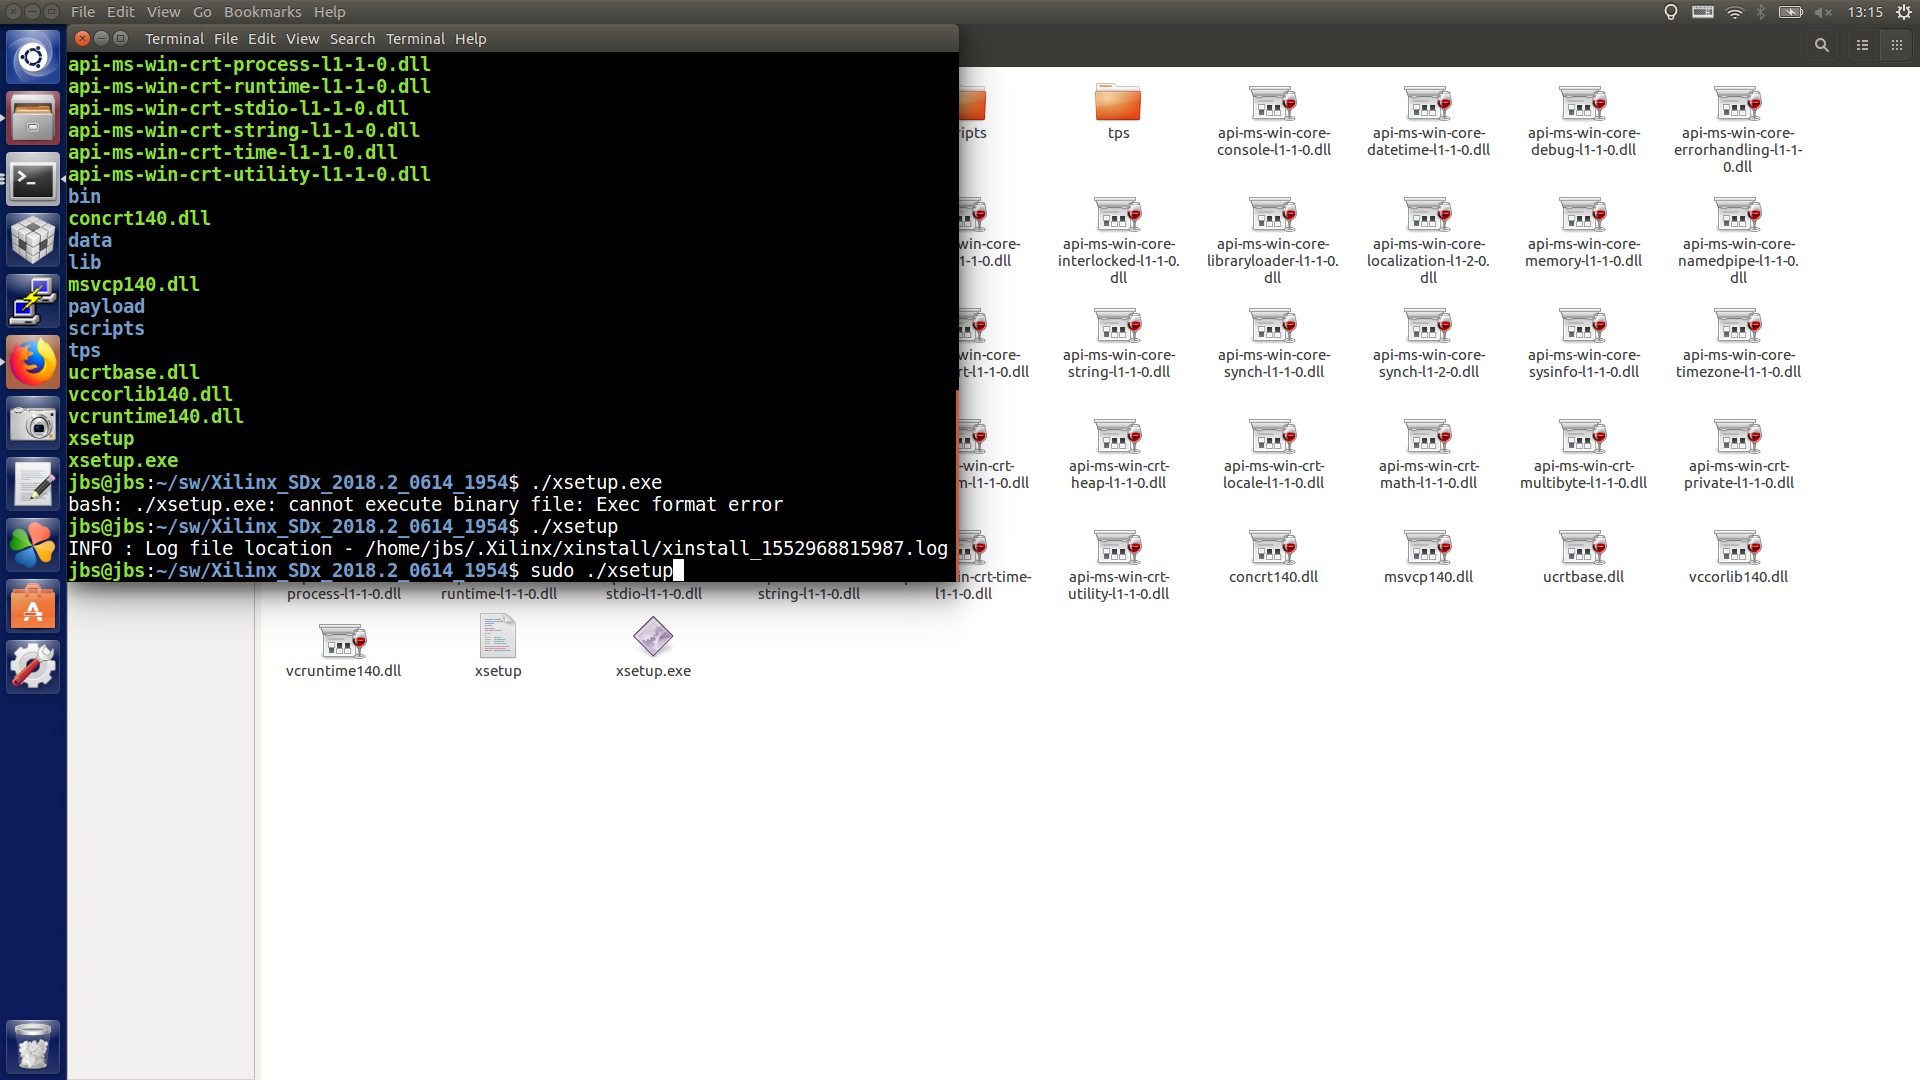 File Edit View Go Bookmarks Help
13:15
Terminal File Edit View Search Terminal Help
api-ms-win-crt-process-l1-1-0.dll
api-ms-win-crt-runtime-l1-1-0.dll
api-ms-win-crt-stdio-l1-1-0.dll
api-ms-win-crt-string-l1-1-0.dll
api-ms-win-crt-time-l1-1-0.dll
api-ms-win-crt-utility-l1-1-0.dll
bin
concrt140.dll
data
lib
msvcp140.dll
payload
scripts
tps
ucrtbase.dll
vccorlib140.dll
vcruntime140.dll
xsetup
xsetup.exe
jbs@jbs:~/sw/Xilinx_SDx_2018.2_0614_1954$ ./xsetup.exe
bash: ./xsetup.exe: cannot execute binary file: Exec format error
jbs@jbs:~/sw/Xilinx_SDx_2018.2_0614_1954$ ./xsetup
INFO : Log file location - /home/jbs/.Xilinx/xinstall/xinstall_1552968815987.log
jbs@jbs:~/sw/Xilinx_SDx_2018.2_0614_1954$ sudo ./xsetup
ipts
tps
api-ms-win-core-
console-l1-1-0.dll
api-ms-win-core-
datetime-l1-1-0.dll
api-ms-win-core-
debug-l1-1-0.dll
api-ms-win-core-
errorhandling-l1-1-
0.dll
win-core-
-1-0.dll
api-ms-win-core-
interlocked-l1-1-0.
dll
api-ms-win-core-
libraryloader-l1-1-0.
dll
api-ms-win-core-
localization-l1-2-0.
dll
api-ms-win-core-
memory-l1-1-0.dll
api-ms-win-core-
namedpipe-l1-1-0.
dll
win-core-
rt-l1-1-0.dll
api-ms-win-core-
string-l1-1-0.dll
api-ms-win-core-
synch-l1-1-0.dll
api-ms-win-core-
synch-l1-2-0.dll
api-ms-win-core-
sysinfo-l1-1-0.dll
api-ms-win-core-
timezone-l1-1-0.dll
-win-crt-
m-l1-1-0.dll
api-ms-win-crt-
heap-l1-1-0.dll
api-ms-win-crt-
locale-l1-1-0.dll
api-ms-win-crt-
math-l1-1-0.dll
api-ms-win-crt-
multibyte-l1-1-0.dll
api-ms-win-crt-
private-l1-1-0.dll
process-l1-1-0.dll
runtime-l1-1-0.dll
stdio-l1-1-0.dll
string-l1-1-0.dll
in-crt-time-
l1-1-0.dll
api-ms-win-crt-
utility-l1-1-0.dll
concrt140.dll
msvcp140.dll
ucrtbase.dll
vccorlib140.dll
vcruntime140.dll
xsetup
xsetup.exe